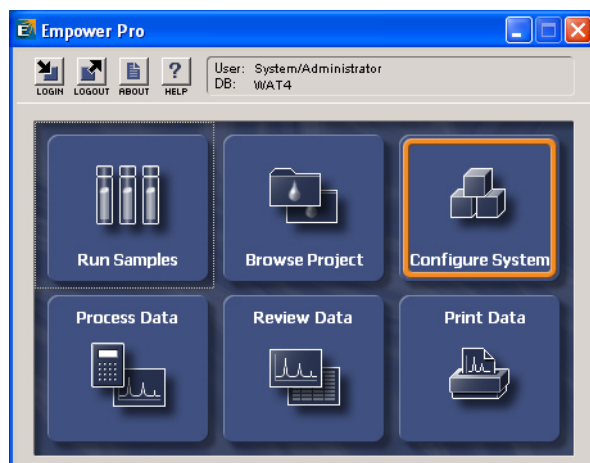 Empower Pro
LOGIN LOGOUT ABOUT HELP
User: System/Administrator
DB: WAT4
Run Samples
Browse Project
Configure System
Process Data
Review Data
Print Data